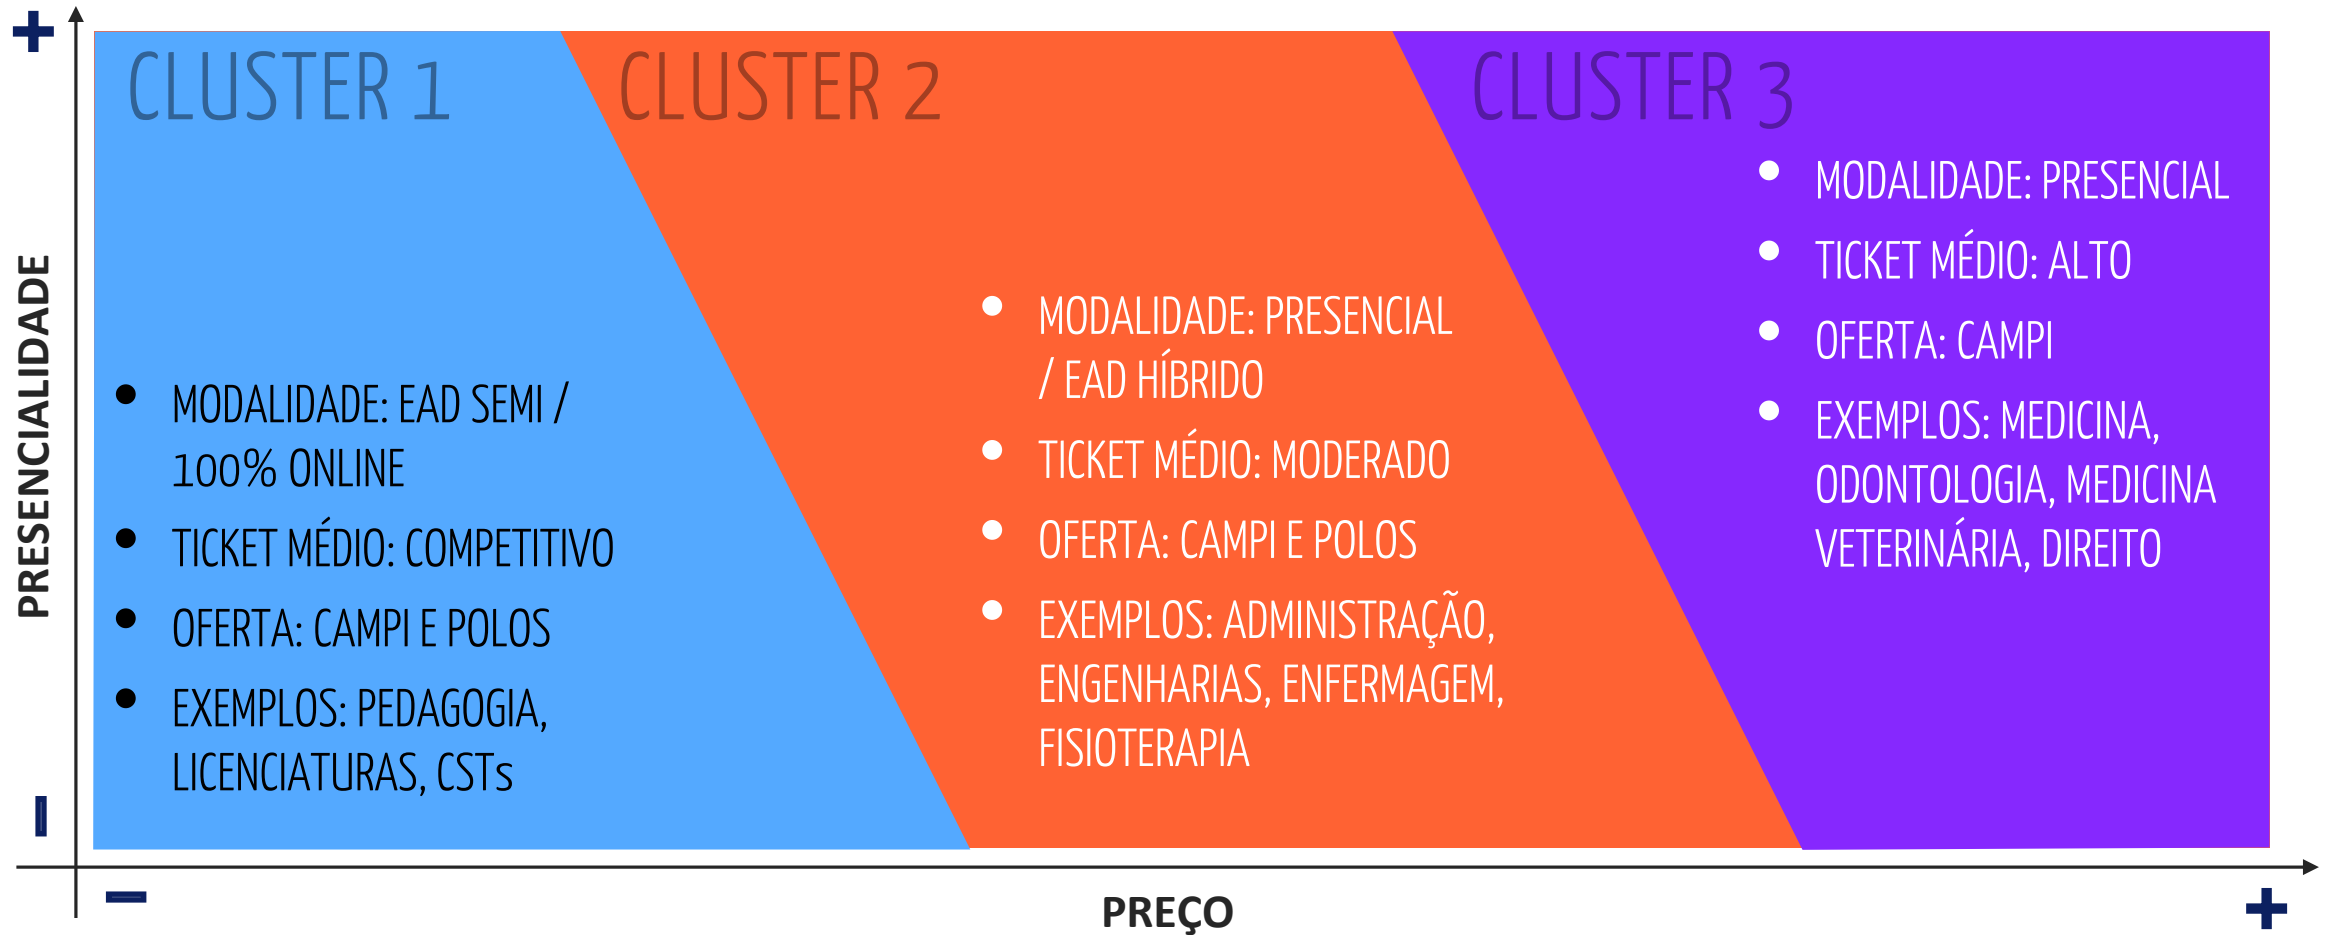 +
PRESENCIALIDADE
–
CLUSTER 1
• MODALIDADE: EAD SEMI /
100% ONLINE
• TICKET MÉDIO: COMPETITIVO
• OFERTA: CAMPI E POLOS
• EXEMPLOS: PEDAGOGIA,
LICENCIATURAS, CSTs
CLUSTER 2
• MODALIDADE: PRESENCIAL
/ EAD HÍBRIDO
• TICKET MÉDIO: MODERADO
• OFERTA: CAMPI E POLOS
• EXEMPLOS: ADMINISTRAÇÃO,
ENGENHARIAS, ENFERMAGEM,
FISIOTERAPIA
CLUSTER 3
• MODALIDADE: PRESENCIAL
• TICKET MÉDIO: ALTO
• OFERTA: CAMPI
• EXEMPLOS: MEDICINA,
ODONTOLOGIA, MEDICINA
VETERINÁRIA, DIREITO
–
PREÇO
+